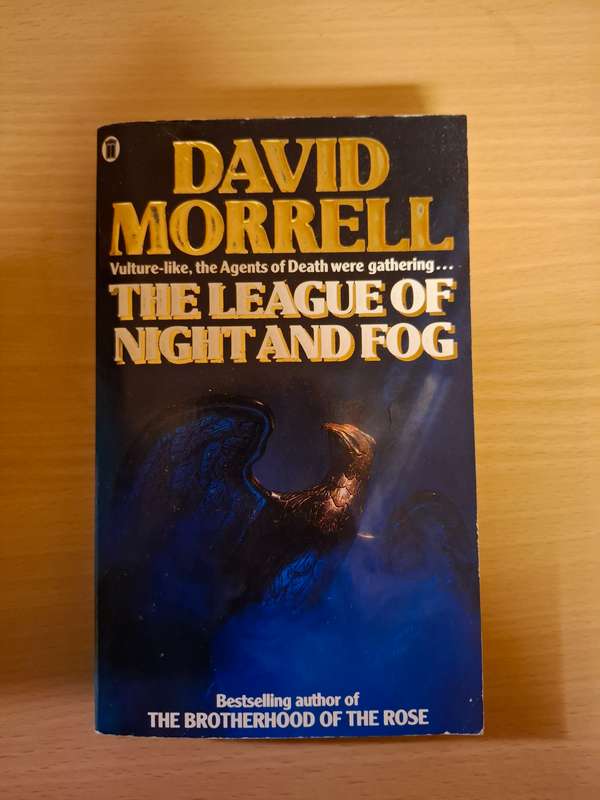 DAVID
MORRELL
Vulture-like, the Agents of Death were gathering...
THE LEAGUE OF
NIGHT AND FOG
Bestselling author of
THE BROTHERHOOD OF THE ROSE